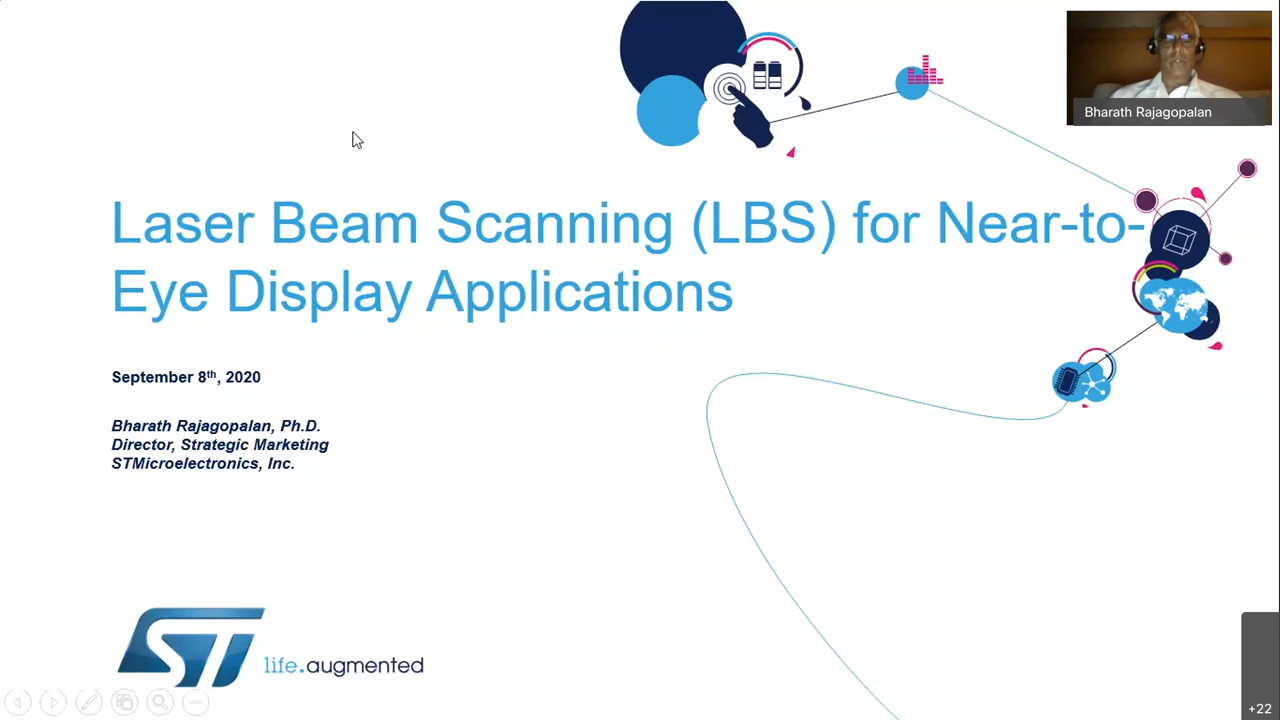 Bharath Rajagopalan
Laser Beam Scanning (LBS) for Near-to-
Eye Display Applications
September 8th, 2020
Bharath Rajagopalan, Ph.D.
Director, Strategic Marketing
STMicroelectronics, Inc.
ST
life.augmented
+22